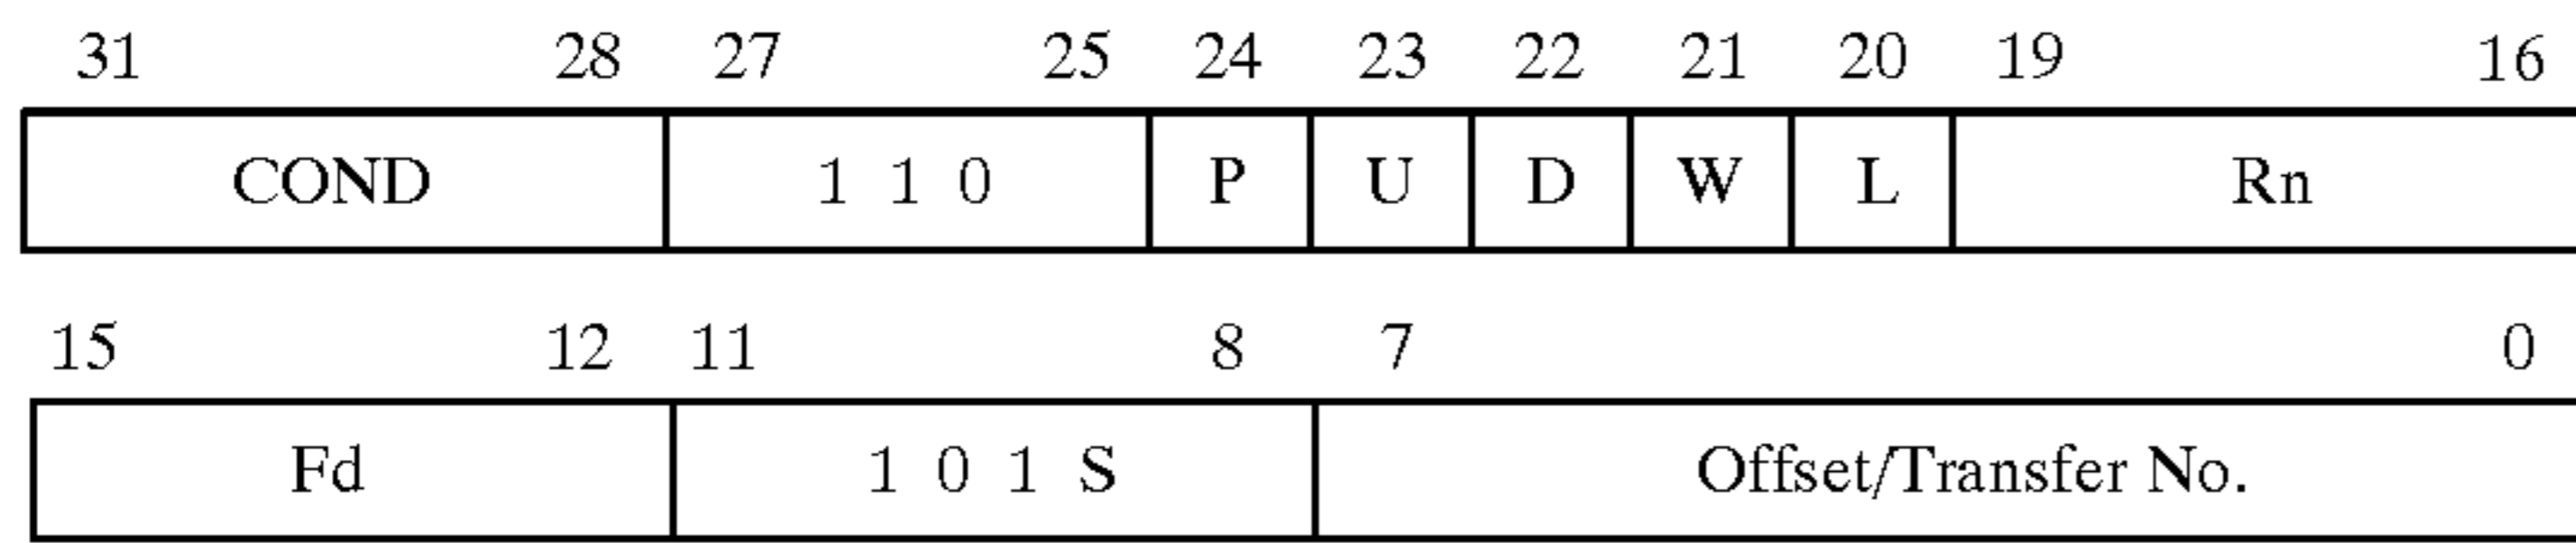 31 28 27 25 24 23 22 21 20 19 16
COND 1 1 0 P U D W L Rn
15 12 11 8 7 0
Fd 1 0 1 S Offset/Transfer No.